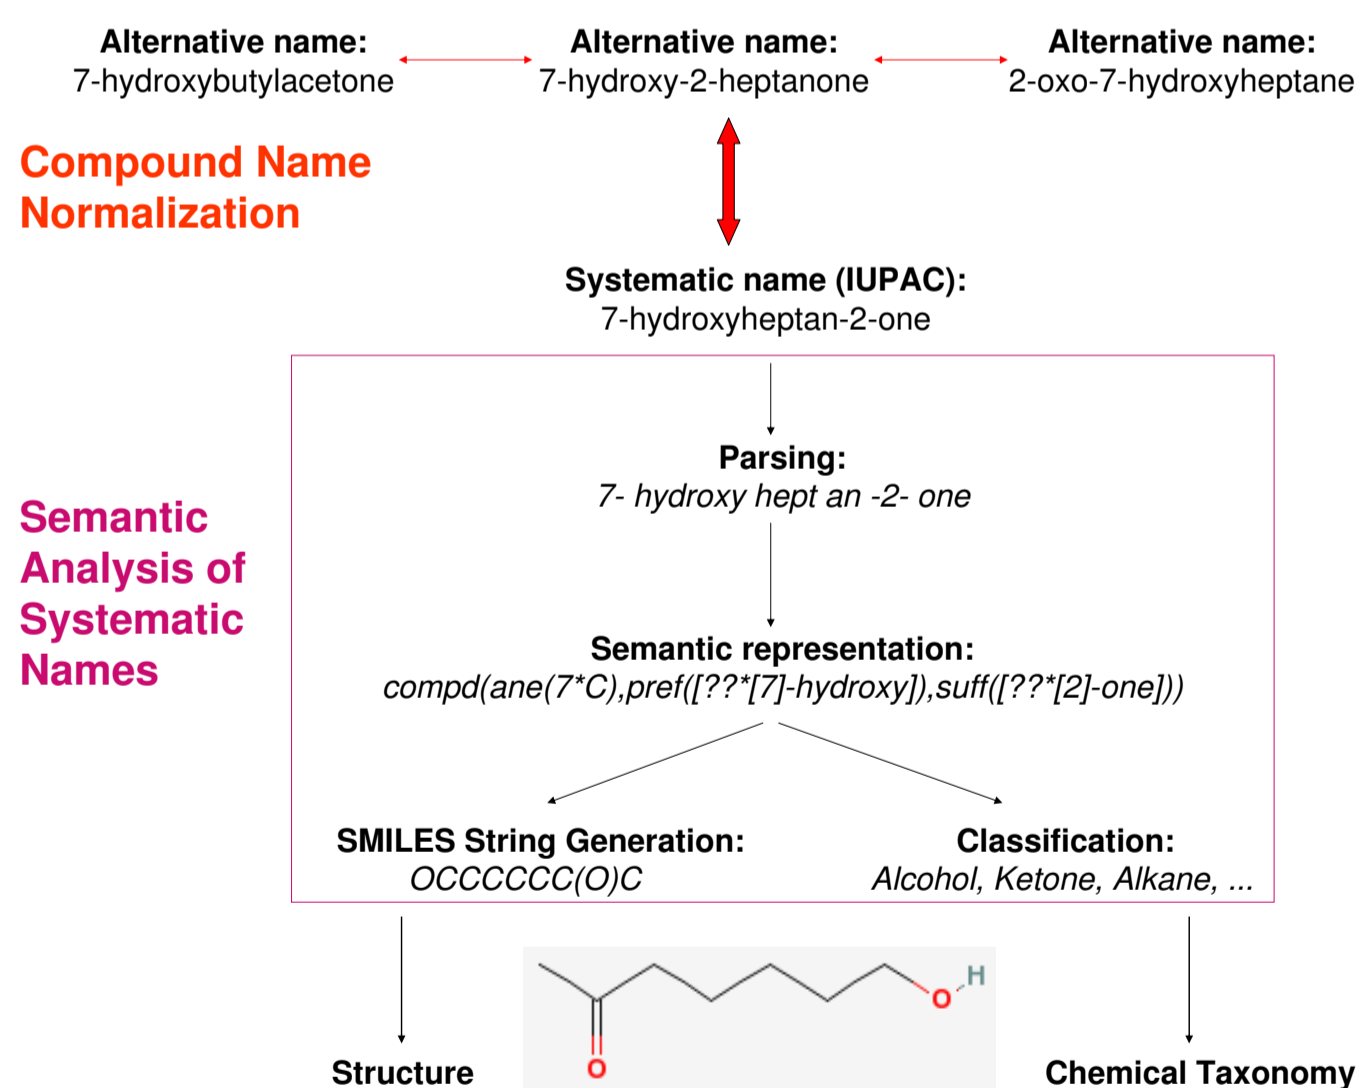 Alternative name:
7-hydroxybutylacetone
Alternative name:
7-hydroxy-2-heptanone
Alternative name:
2-oxo-7-hydroxyheptane
Compound Name
Normalization
Systematic name (IUPAC):
7-hydroxyheptan-2-one
Parsing:
7- hydroxy hept an -2- one
Semantic
Analysis of
Systematic
Names
Semantic representation:
compd(ane(7*C),pref([??*[7]-hydroxy]),suff([??*[2]-one]))
SMILES String Generation:
OCCCCCC(O)C
Classification:
Alcohol, Ketone, Alkane, ...
H
O
O
Structure
Chemical Taxonomy